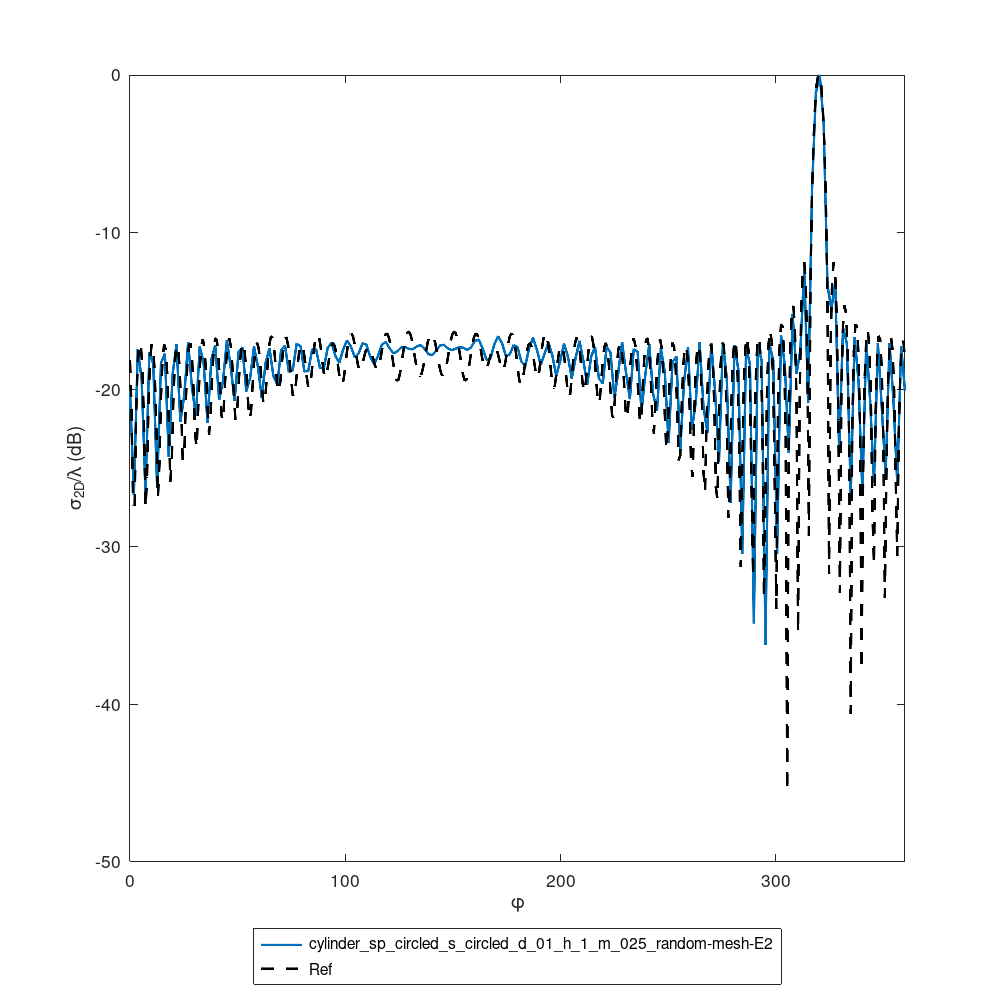 0
-10
-20
-30
-40
-50
σ2D/λ (dB)
0 100 200 300
φ
cylinder_sp_circled_s_circled_d_01_h_1_m_025_random-mesh-E2
Ref